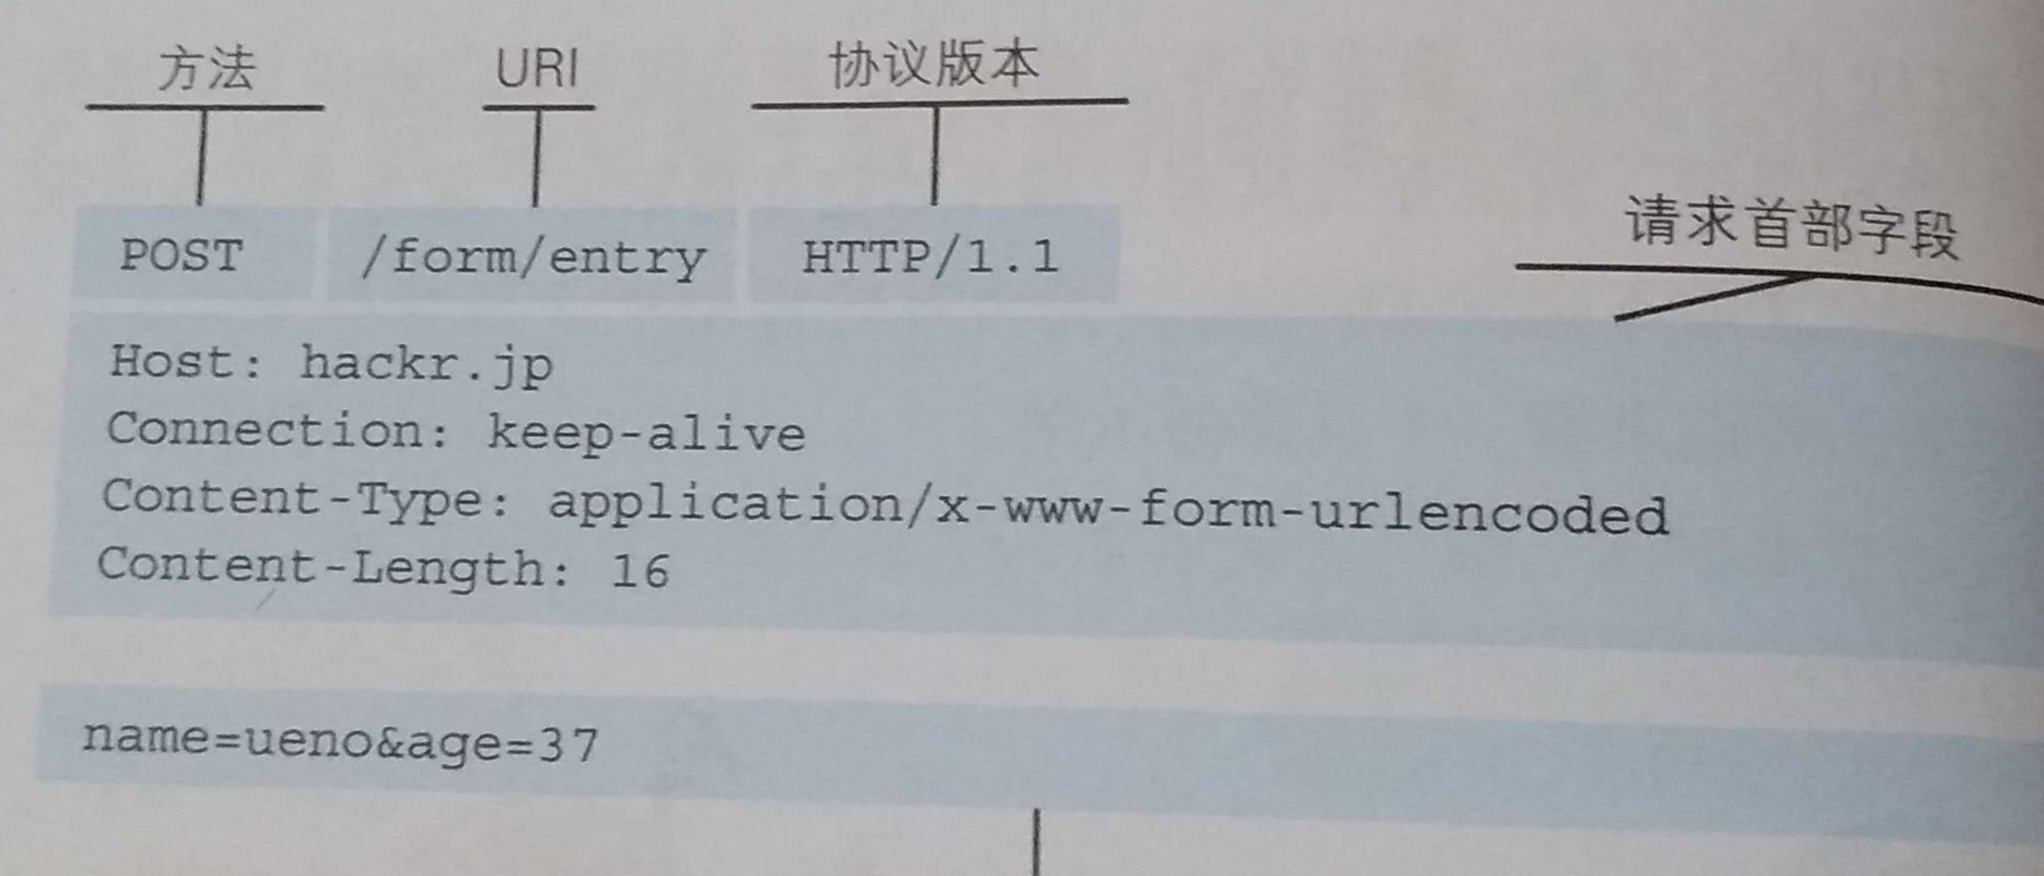 方法 URI 协议版本
请求首部字段
POST /form/entry HTTP/1.1
Host: hackr.jp
Connection: keep-alive
Content-Type: application/x-www-form-urlencoded
Content-Length: 16
name=ueno&age=37